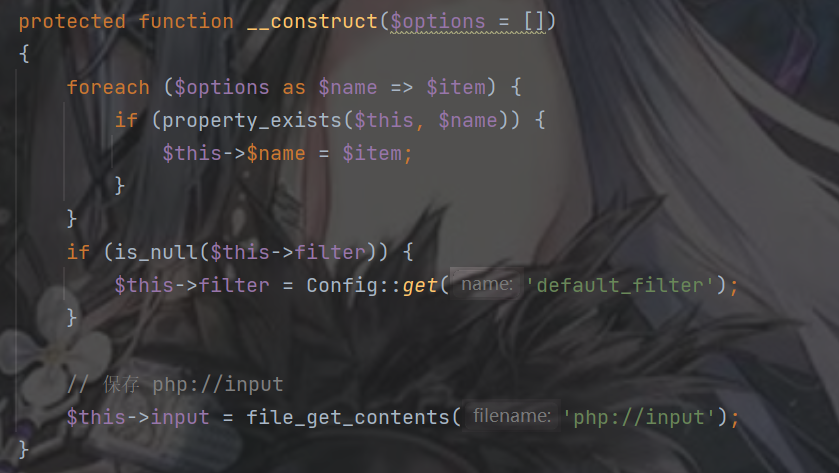 protected function __construct($options = [])
{
    foreach ($options as $name => $item) {
        if (property_exists($this, $name)) {
            $this->$name = $item;
        }
    }
    if (is_null($this->filter)) {
        $this->filter = Config::get( name: 'default_filter');
    }

    // 保存 php://input
    $this->input = file_get_contents( filename: 'php://input');
}